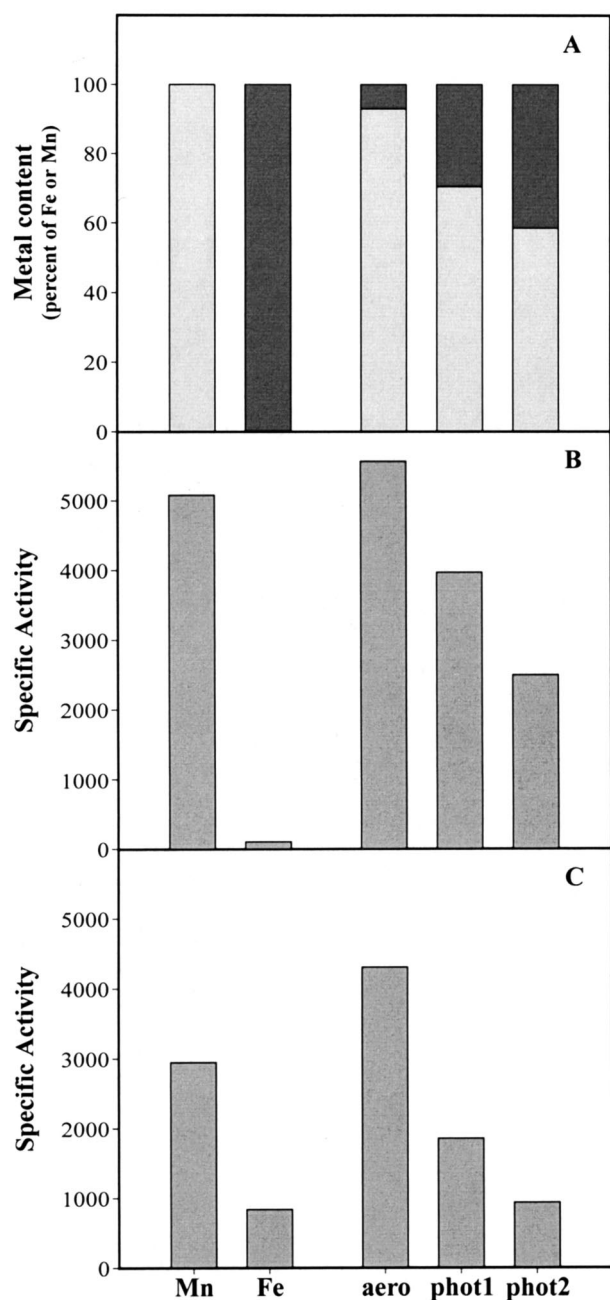 A
Metal content
(percent of Fe or Mn)
100
80
60
40
20
0
B
Specific Activity
5000
4000
3000
2000
1000
0
C
Specific Activity
5000
4000
3000
2000
1000
0
Mn Fe aero phot1 phot2